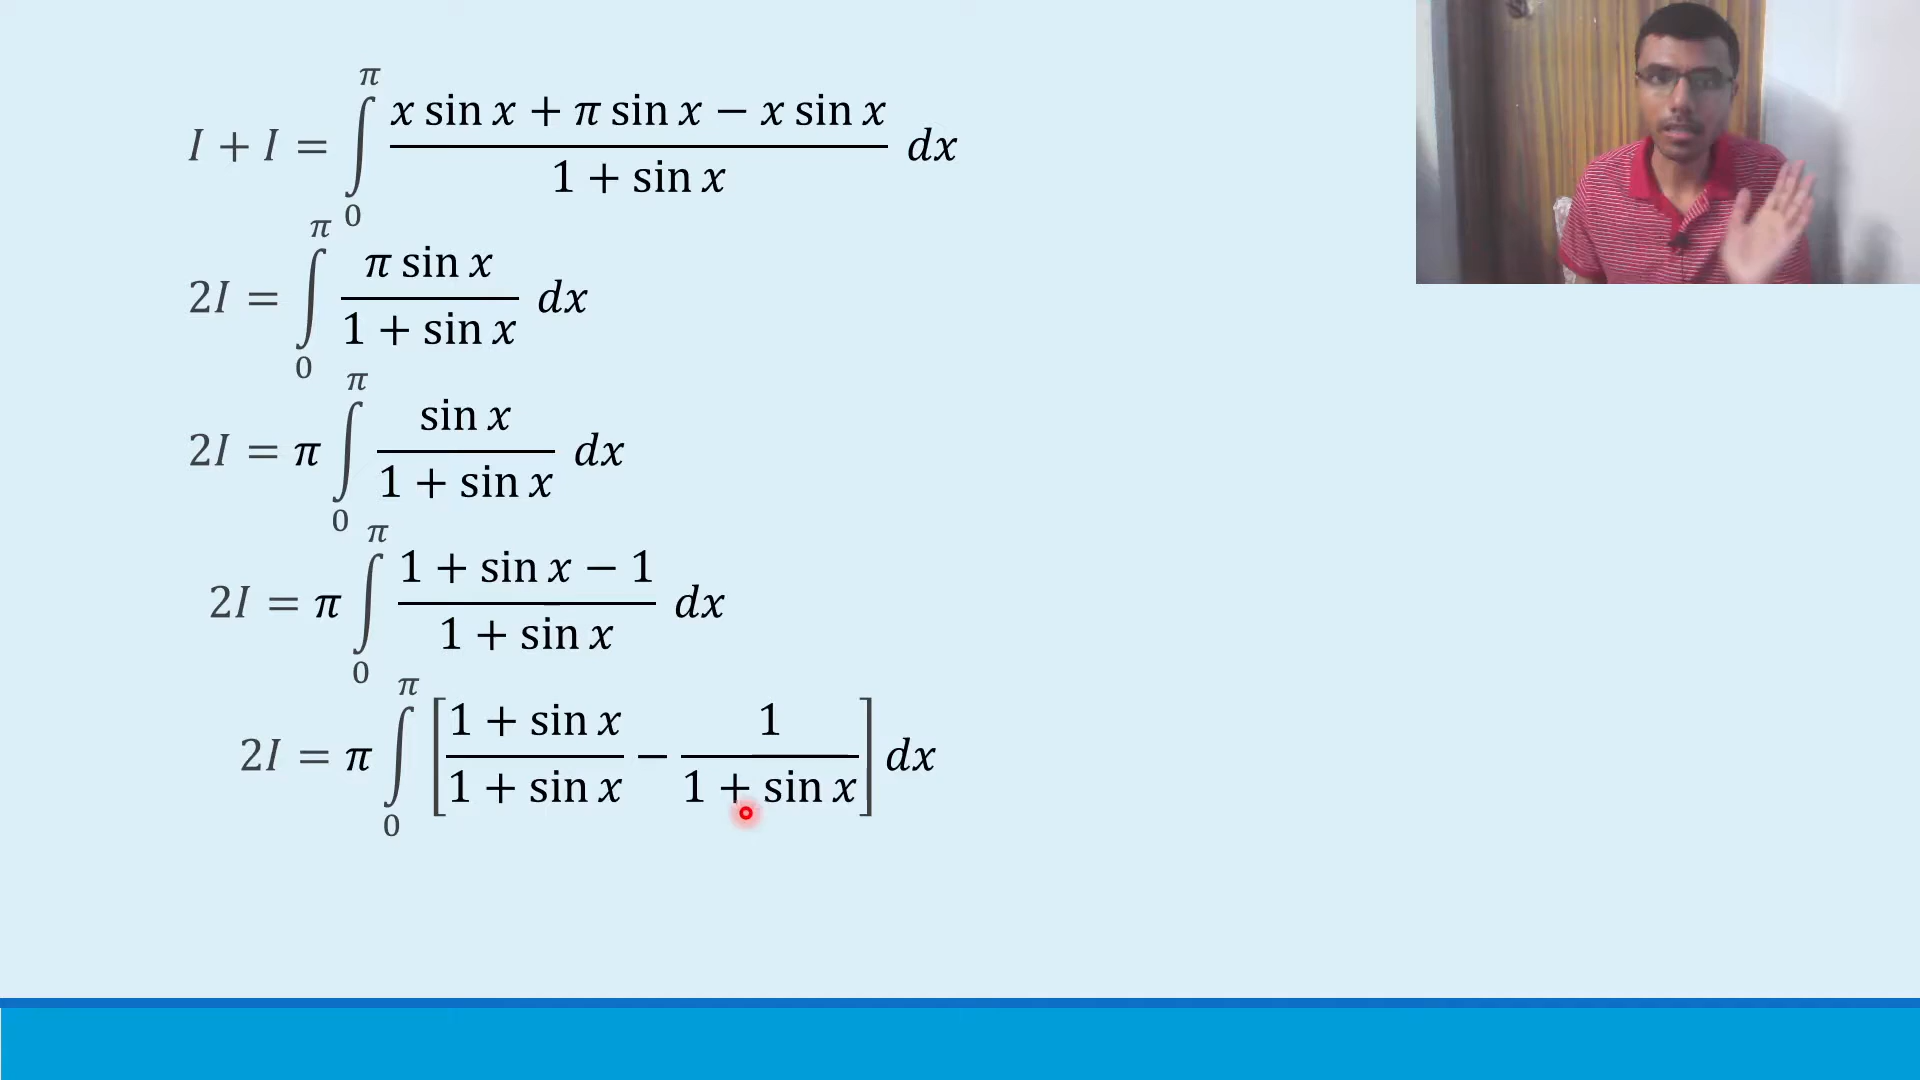 I + I = ∫₀^π (x sin x + π sin x − x sin x)/(1 + sin x) dx
2I = ∫₀^π (π sin x)/(1 + sin x) dx
2I = π ∫₀^π (sin x)/(1 + sin x) dx
2I = π ∫₀^π (1 + sin x − 1)/(1 + sin x) dx
2I = π ∫₀^π [(1 + sin x)/(1 + sin x) − 1/(1 + sin x)] dx